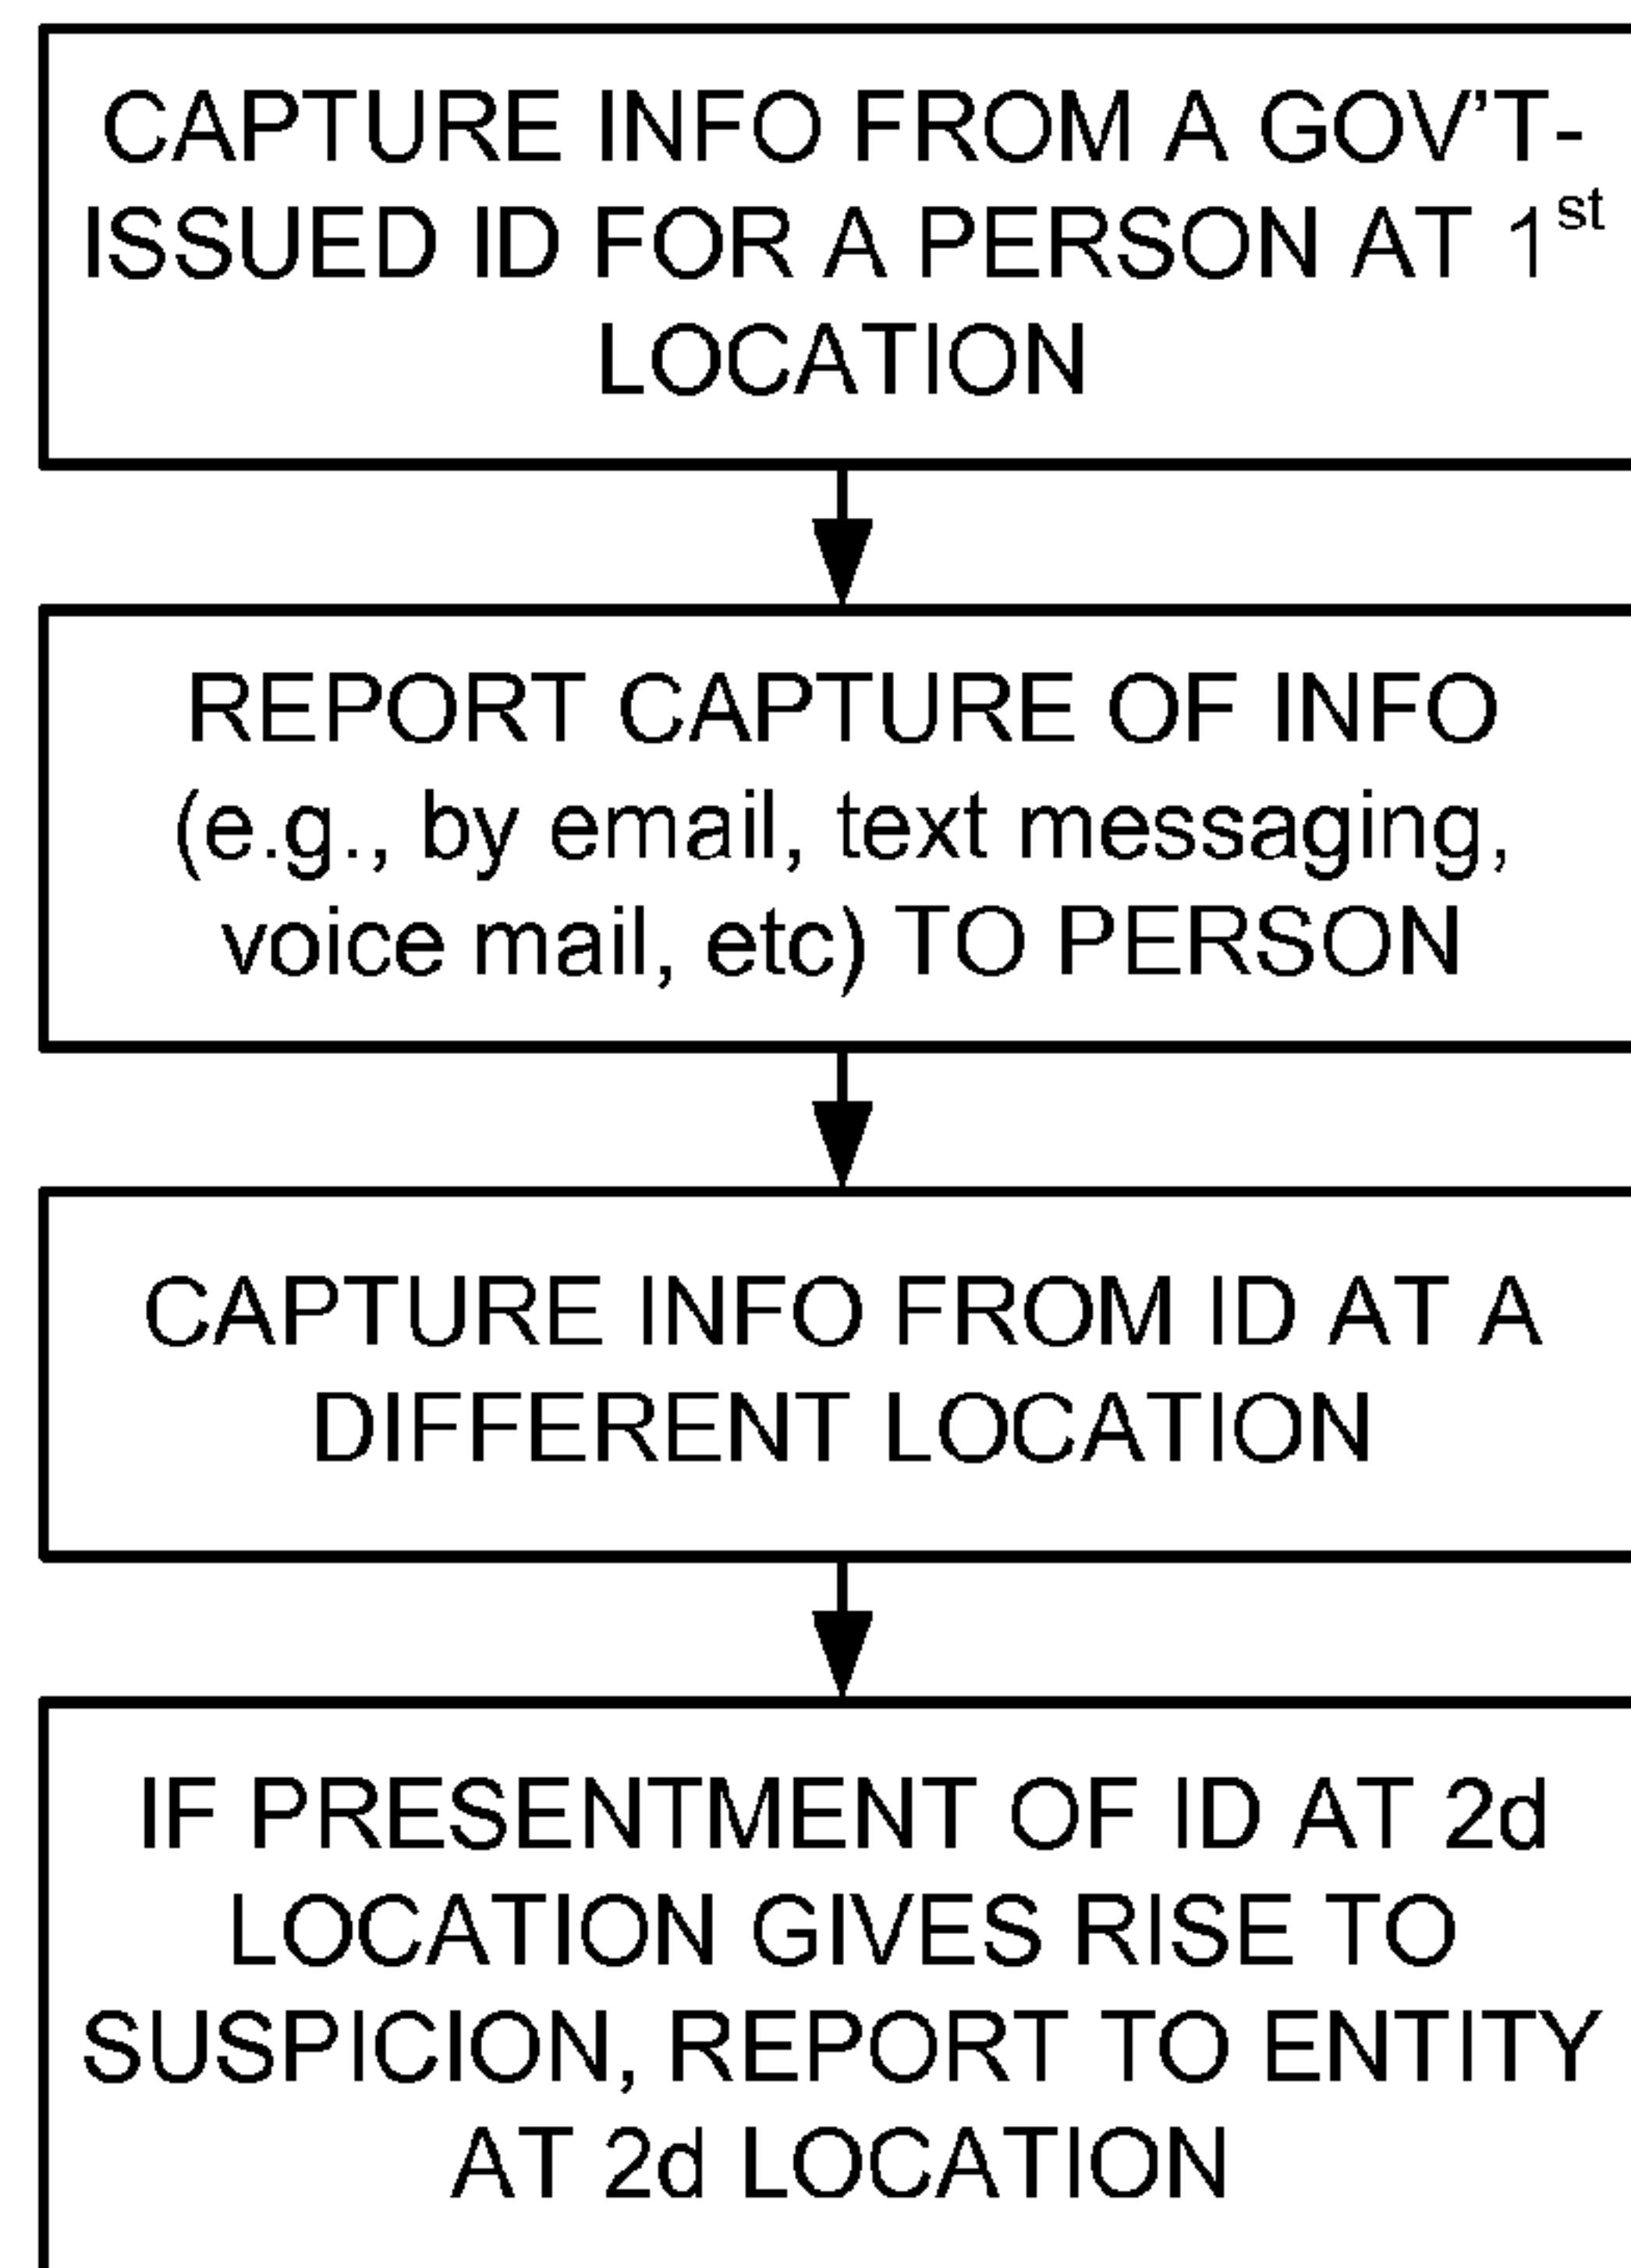 CAPTURE INFO FROM A GOV'T-
ISSUED ID FOR A PERSON AT 1st
LOCATION
REPORT CAPTURE OF INFO
(e.g., by email, text messaging,
voice mail, etc) TO PERSON
CAPTURE INFO FROM ID AT A
DIFFERENT LOCATION
IF PRESENTMENT OF ID AT 2d
LOCATION GIVES RISE TO
SUSPICION, REPORT TO ENTITY
AT 2d LOCATION